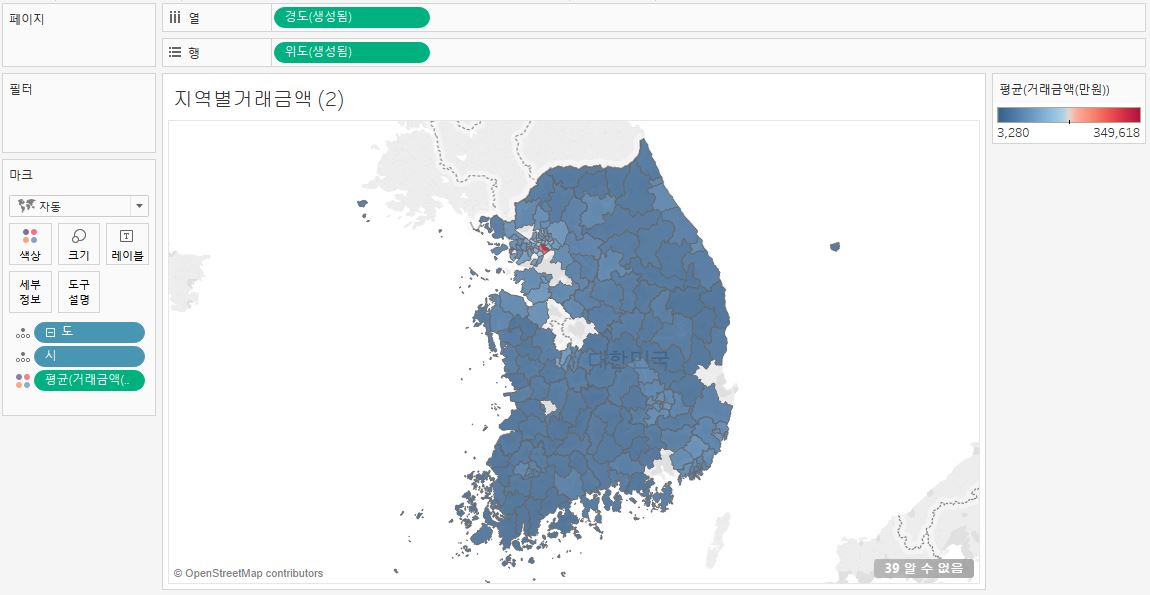 페이지
열
경도(생성됨)
행
위도(생성됨)
필터
지역별거래금액 (2)
평균(거래금액(만원))
3,280
349,618
마크
자동
색상
크기
레이블
세부
정보
도구
설명
도
시
평균(거래금액(..
대한민국
© OpenStreetMap contributors
39 알 수 없음